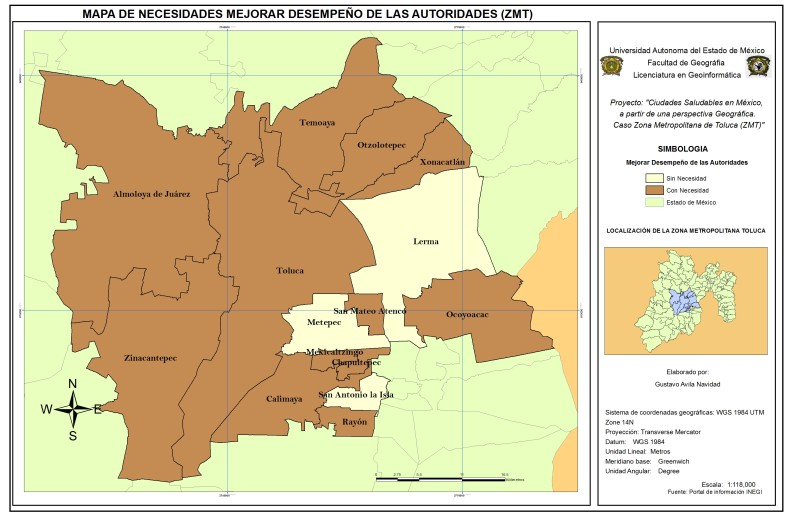 MAPA DE NECESIDADES MEJORAR DESEMPEÑO DE LAS AUTORIDADES (ZMT)
Temoaya
Otzolotepec
Xonacatlán
Almoloya de Juárez
Lerma
Toluca
San Mateo Atenco
Ocoyoacac
Metepec
Mexicaltzingo
Chapultepec
Zinacantepec
San Antonio la Isla
Calimaya
Rayón
N
W E
S
Universidad Autonoma del Estado de México
Facultad de Geográfia
Licenciatura en Geoinformática
Proyecto: "Ciudades Saludables en México,
a partir de una perspectiva Geográfica.
Caso Zona Metropolitana de Toluca (ZMT)"
SIMBOLOGIA
Mejorar Desempeño de las Autoridades
Sin Necesidad
Con Necesidad
Estado de México
LOCALIZACIÓN DE LA ZONA METROPOLITANA TOLUCA
Elaborado por:
Gustavo Avila Navidad
Sistema de coordenadas geográficas: WGS 1984 UTM
Zone 14N
Proyección: Transverse Mercator
Datum: WGS 1984
Unidad Lineal: Metros
Meridiano base: Greenwich
Unidad Angular: Degree
Escala: 1:118,000
Fuente: Portal de información INEGI